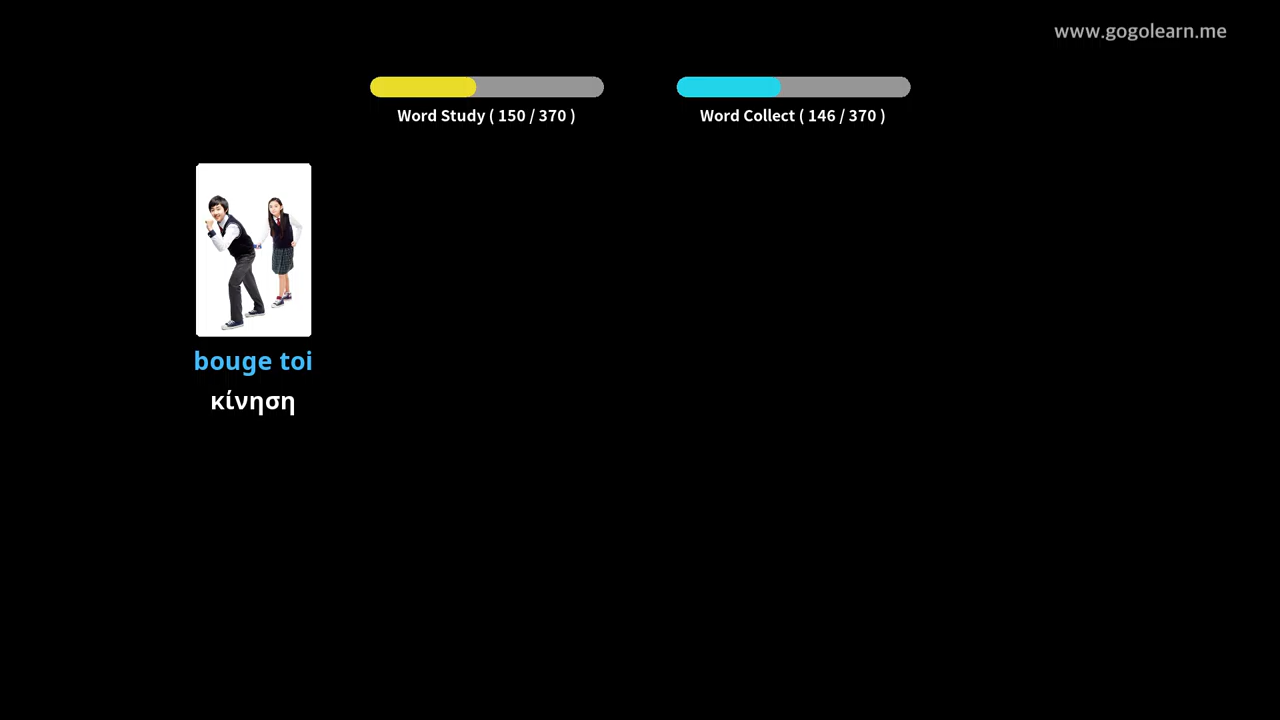 www.gogolearn.me
Word Study ( 150 / 370 )
Word Collect ( 146 / 370 )
bouge toi
κίνηση